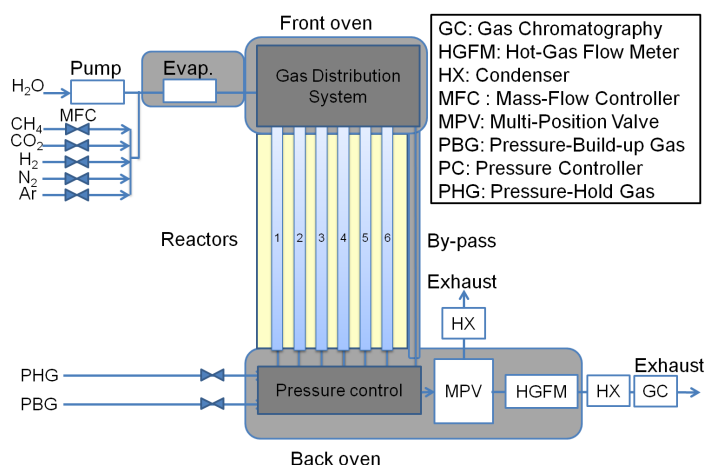 Front oven
Pump
Evap.
Gas Distribution
System
H2O
MFC
CH4
CO2
H2
N2
Ar
GC: Gas Chromatography
HGFM: Hot-Gas Flow Meter
HX: Condenser
MFC : Mass-Flow Controller
MPV: Multi-Position Valve
PBG: Pressure-Build-up Gas
PC: Pressure Controller
PHG: Pressure-Hold Gas
Reactors
1 2 3 4 5 6
By-pass
Exhaust
HX
PHG
PBG
Pressure control
MPV
HGFM
HX
GC
Exhaust
Back oven